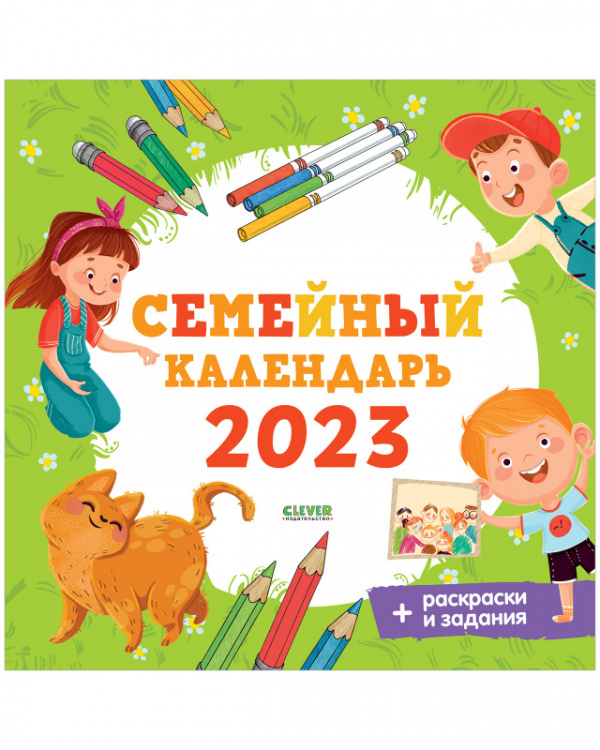 СЕМЕЙНЫЙ
КАЛЕНДАРЬ
2023
CLEVER
ИЗДАТЕЛЬСТВО
+ раскраски
и задания